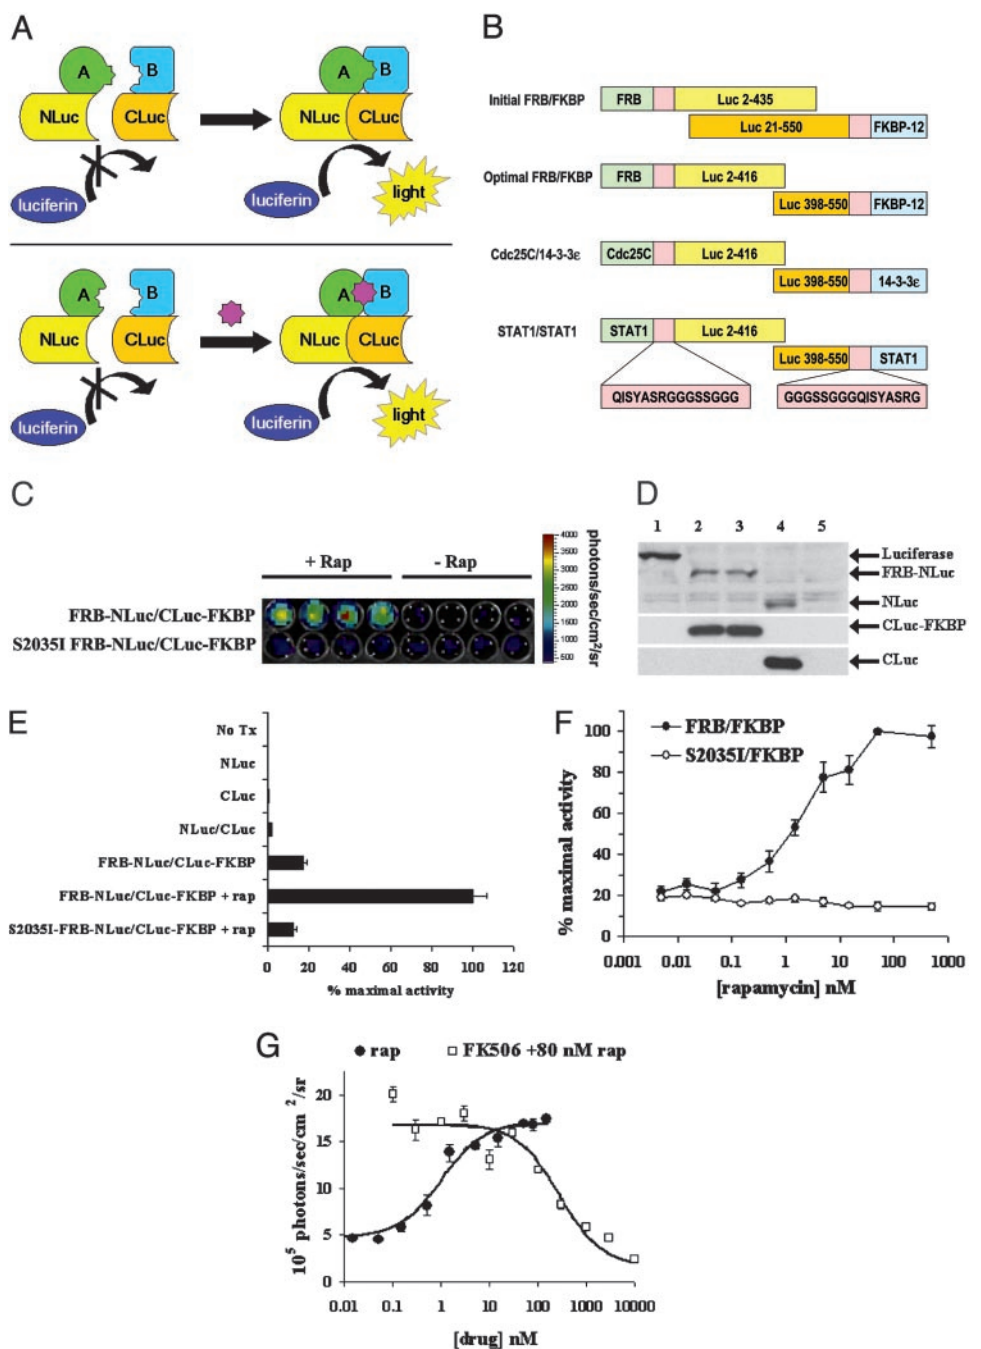 A
A
B
A
B
NLuc
CLuc
NLuc
CLuc
luciferin
luciferin
light
A
B
A
B
NLuc
CLuc
NLuc
CLuc
luciferin
luciferin
light
B
Initial FRB/FKBP
FRB
Luc 2-435
Luc 21-550
FKBP-12
Optimal FRB/FKBP
FRB
Luc 2-416
Luc 398-550
FKBP-12
Cdc25C/14-3-3ε
Cdc25C
Luc 2-416
Luc 398-550
14-3-3ε
STAT1/STAT1
STAT1
Luc 2-416
Luc 398-550
STAT1
QISYASRGGGSSGGG
GGGSSGGGQISYASRG
C
+ Rap
- Rap
FRB-NLuc/CLuc-FKBP
S2035I FRB-NLuc/CLuc-FKBP
4000
3500
3000
2500
2000
1500
1000
500
photons/sec/cm²/sr
D
1 2 3 4 5
Luciferase
FRB-NLuc
NLuc
CLuc-FKBP
CLuc
E
No Tx
NLuc
CLuc
NLuc/CLuc
FRB-NLuc/CLuc-FKBP
FRB-NLuc/CLuc-FKBP + rap
S2035I-FRB-NLuc/CLuc-FKBP + rap
0 20 40 60 80 100 120
% maximal activity
F
FRB/FKBP
S2035I/FKBP
% maximal activity
100
80
60
40
20
0
0.001 0.01 0.1 1 10 100 1000
[rapamycin] nM
G
rap
FK506 +80 nM rap
10⁵ photons/sec/cm²/sr
20
15
10
5
0
0.01 0.1 1 10 100 1000 10000
[drug] nM